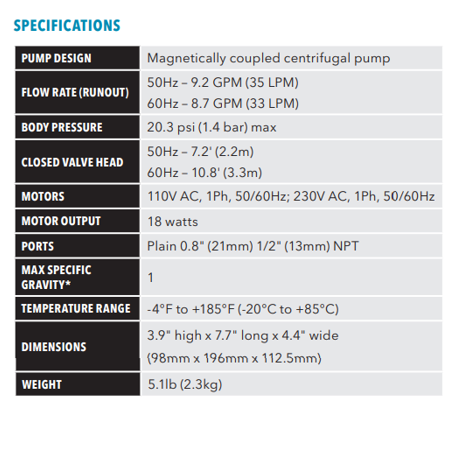 SPECIFICATIONS
PUMP DESIGN Magnetically coupled centrifugal pump
FLOW RATE (RUNOUT) 50Hz – 9.2 GPM (35 LPM)
60Hz – 8.7 GPM (33 LPM)
BODY PRESSURE 20.3 psi (1.4 bar) max
CLOSED VALVE HEAD 50Hz – 7.2' (2.2m)
60Hz – 10.8' (3.3m)
MOTORS 110V AC, 1Ph, 50/60Hz; 230V AC, 1Ph, 50/60Hz
MOTOR OUTPUT 18 watts
PORTS Plain 0.8" (21mm) 1/2" (13mm) NPT
MAX SPECIFIC
GRAVITY* 1
TEMPERATURE RANGE -4°F to +185°F (-20°C to +85°C)
DIMENSIONS 3.9" high x 7.7" long x 4.4" wide
(98mm x 196mm x 112.5mm)
WEIGHT 5.1lb (2.3kg)